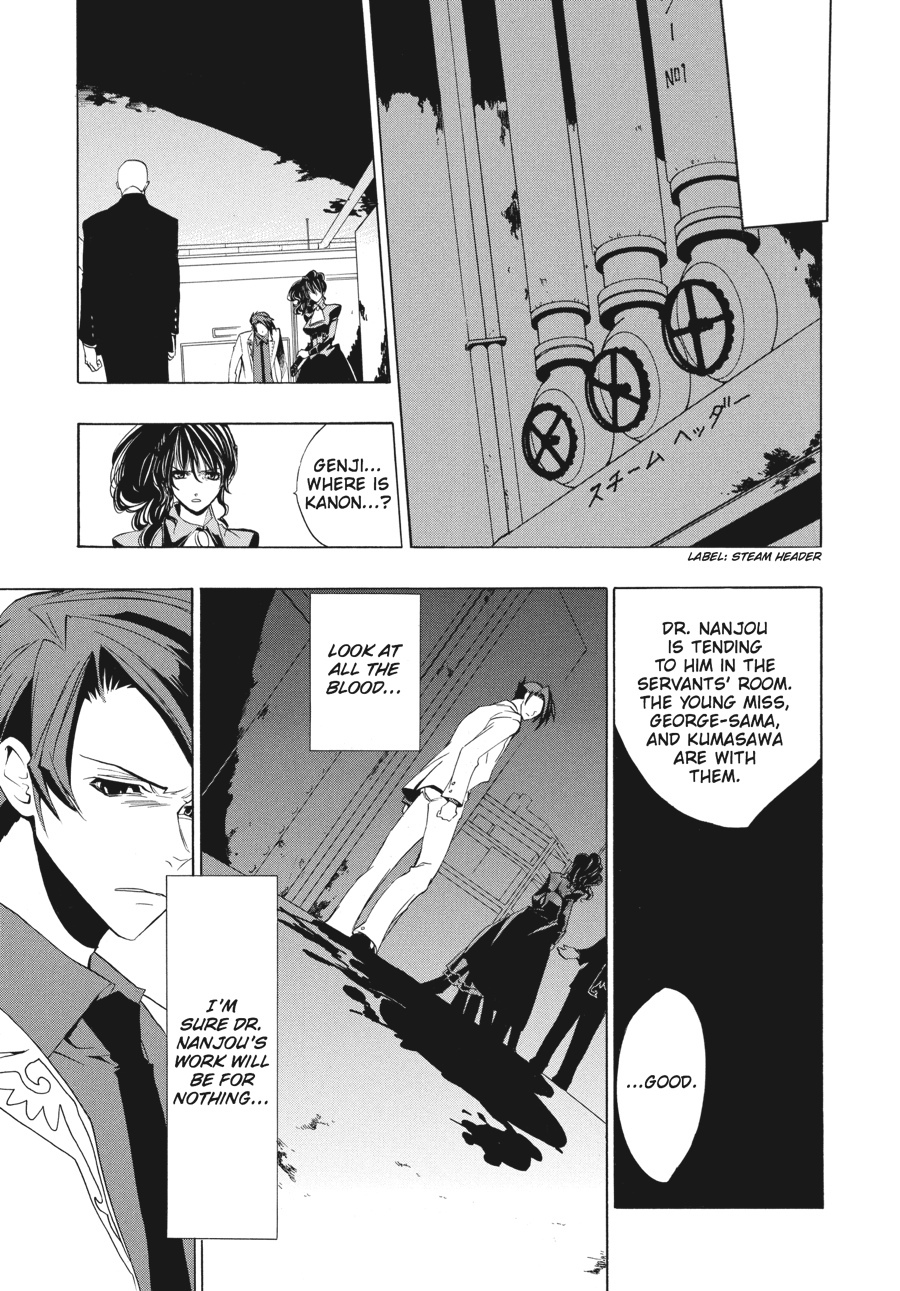 ー
No1
スチームヘッダー
LABEL: STEAM HEADER
GENJI...
WHERE IS
KANON...?
DR. NANJOU
IS TENDING
TO HIM IN THE
SERVANTS' ROOM.
THE YOUNG MISS,
GEORGE-SAMA,
AND KUMASAWA
ARE WITH
THEM.
...GOOD.
LOOK AT
ALL THE
BLOOD...
I'M
SURE DR.
NANJOU'S
WORK WILL
BE FOR
NOTHING...